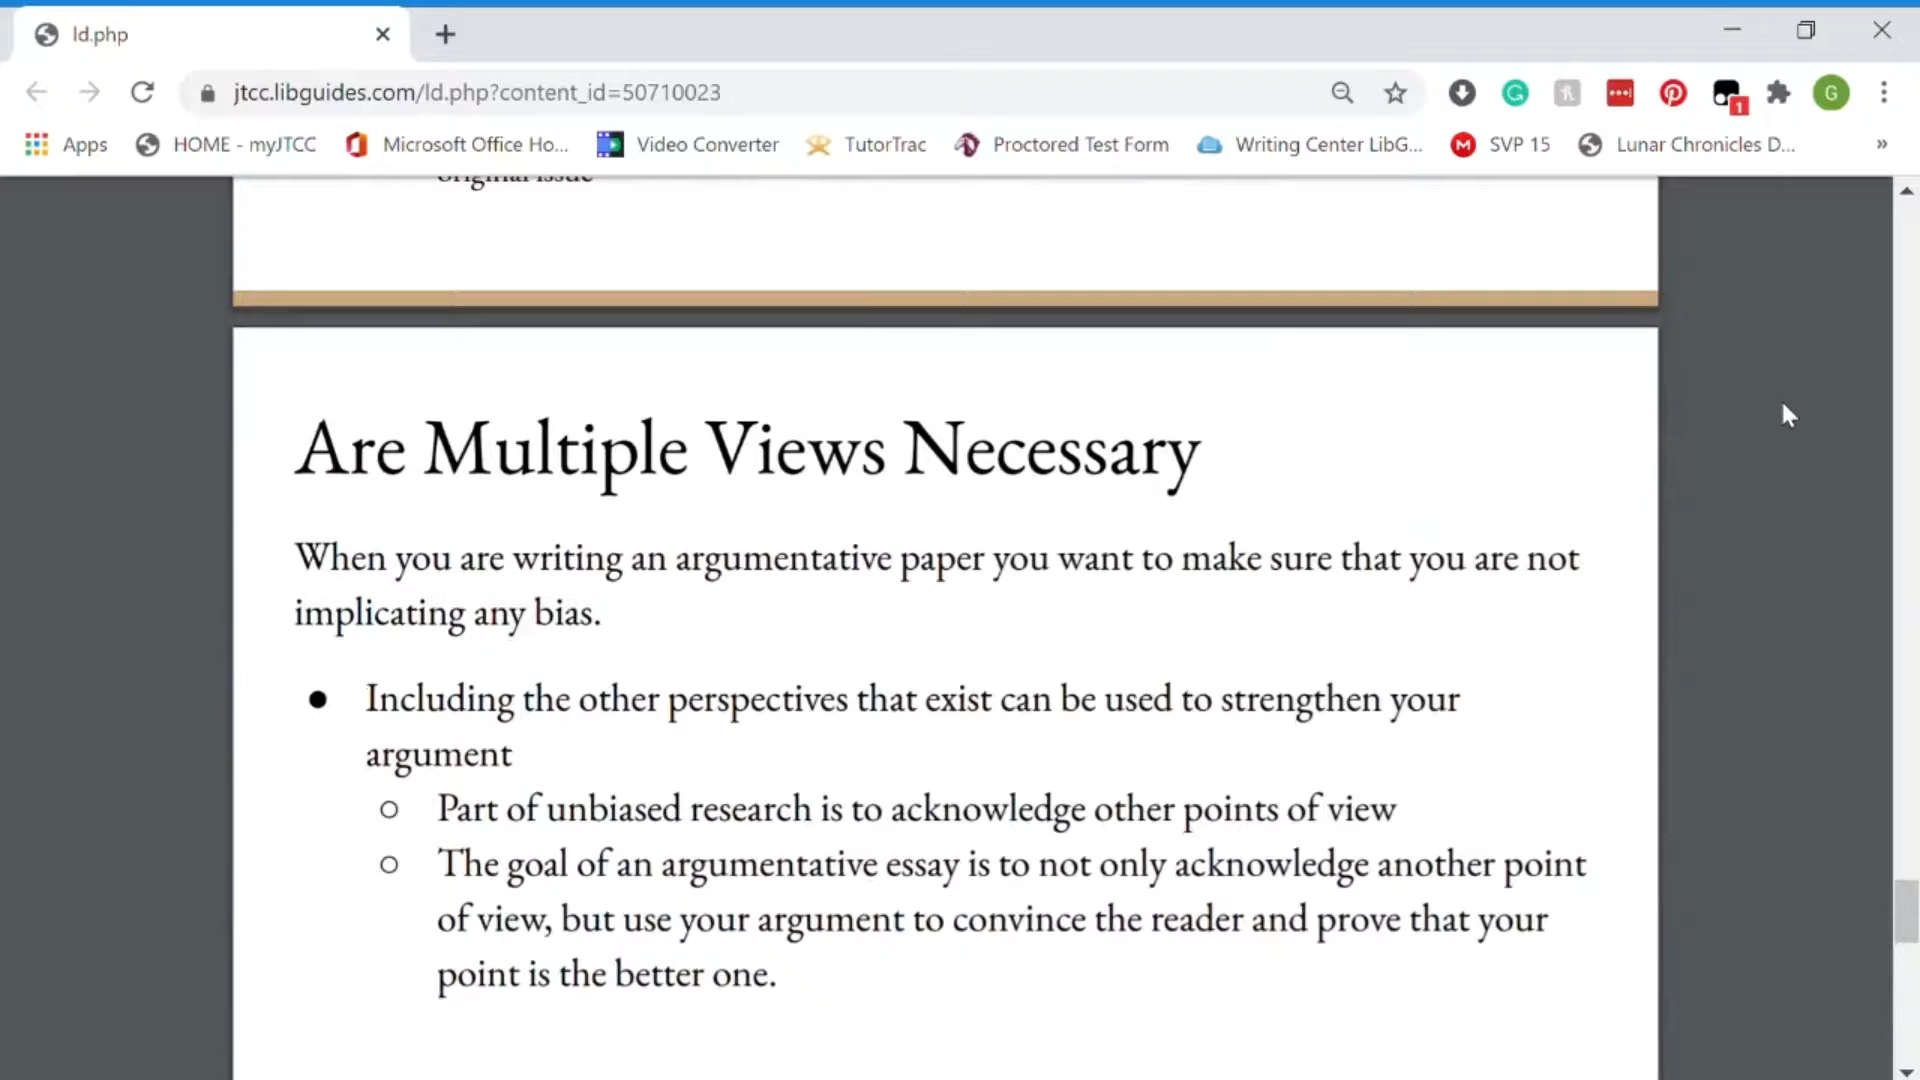 ld.php
jtcc.libguides.com/ld.php?content_id=50710023
G
1
Apps
HOME - myJTCC
Microsoft Office Ho...
Video Converter
TutorTrac
Proctored Test Form
Writing Center LibG...
SVP 15
Lunar Chronicles D...
»
original issue
Are Multiple Views Necessary
When you are writing an argumentative paper you want to make sure that you are not
implicating any bias.
● Including the other perspectives that exist can be used to strengthen your
argument
○ Part of unbiased research is to acknowledge other points of view
○ The goal of an argumentative essay is to not only acknowledge another point
of view, but use your argument to convince the reader and prove that your
point is the better one.